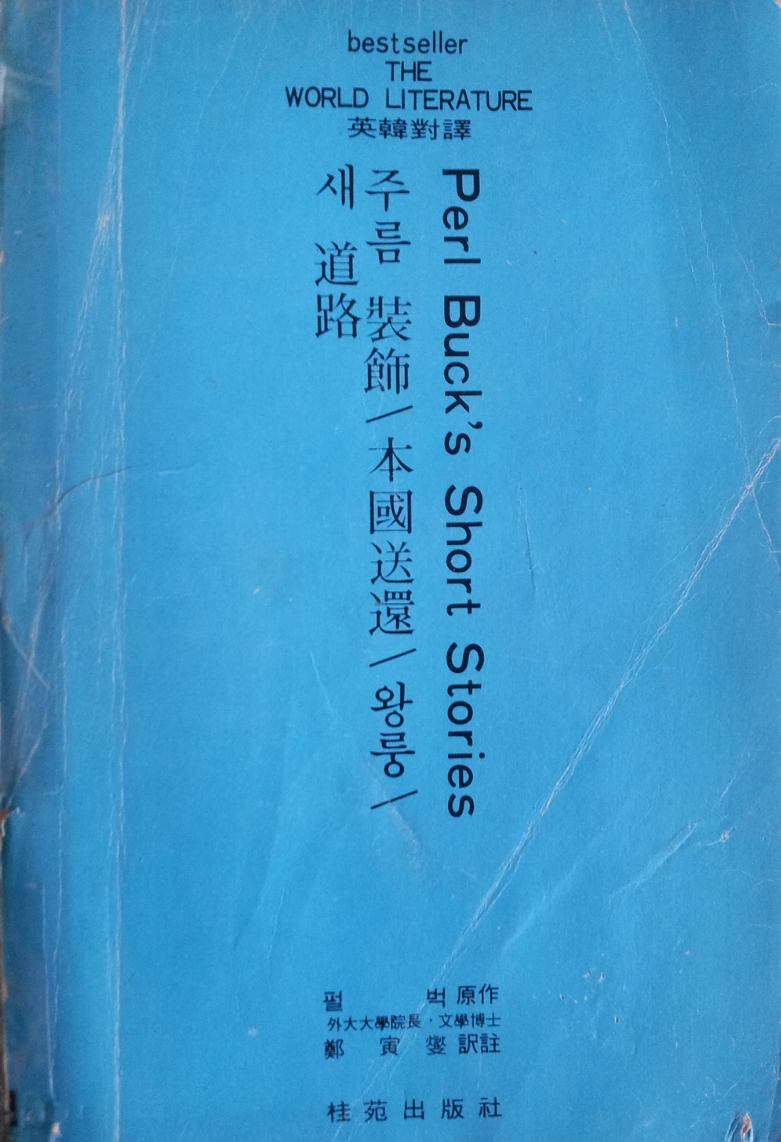 bestseller
THE
WORLD LITERATURE
英韓對譯
Perl Buck's Short Stories
주름 裝飾/本國送還/왕룽/
새 道路
펄 벅 原作
外大大學院長·文學博士
鄭寅燮 訳註
桂苑出版社